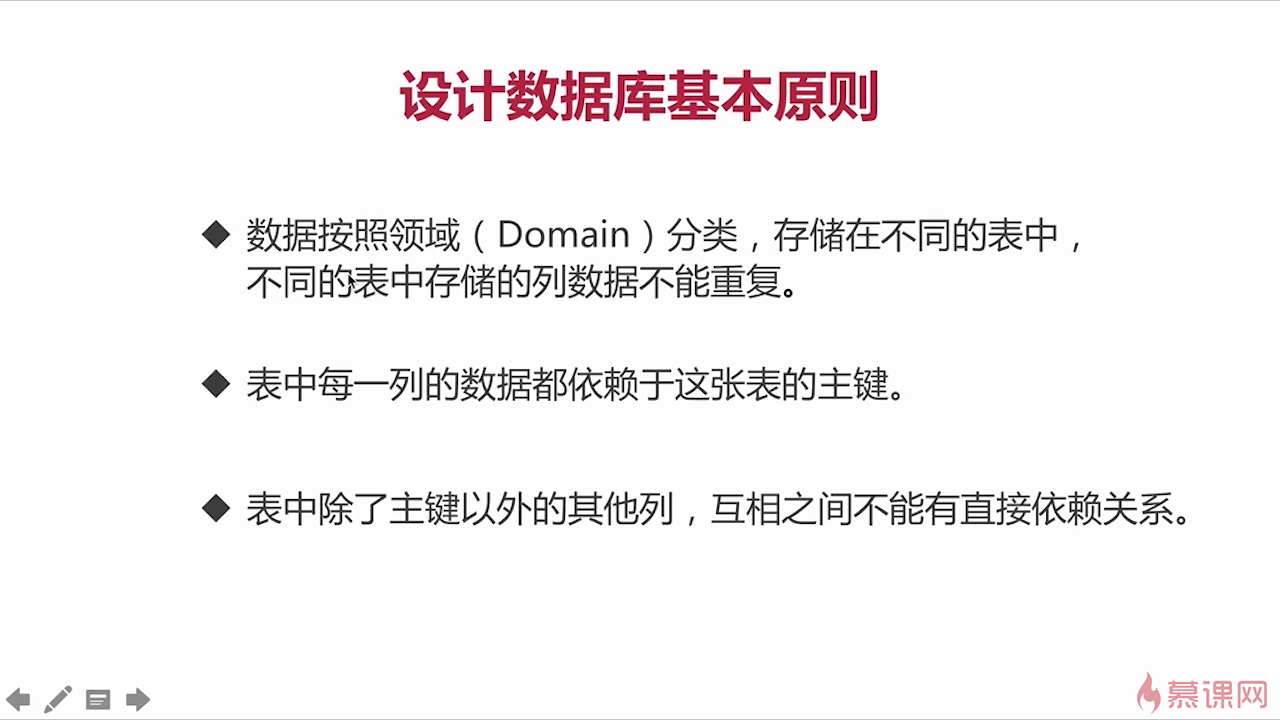 设计数据库基本原则
◆ 数据按照领域（Domain）分类，存储在不同的表中，
不同的表中存储的列数据不能重复。
◆ 表中每一列的数据都依赖于这张表的主键。
◆ 表中除了主键以外的其他列，互相之间不能有直接依赖关系。
慕课网